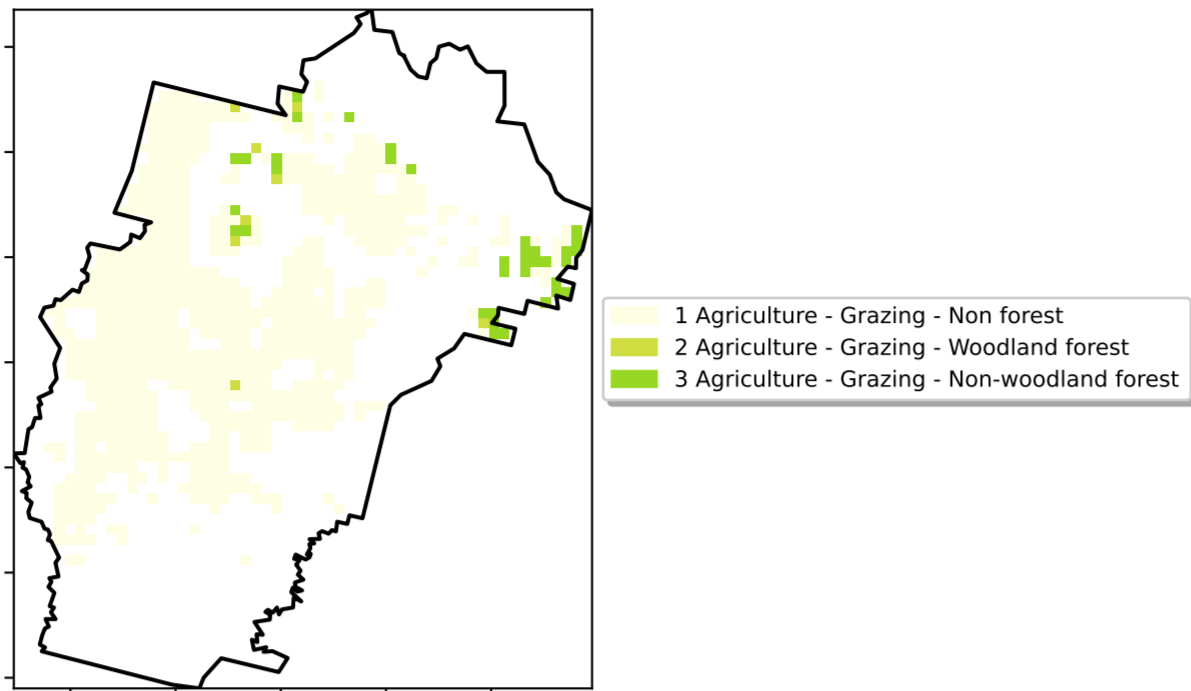 1 Agriculture - Grazing - Non forest
2 Agriculture - Grazing - Woodland forest
3 Agriculture - Grazing - Non-woodland forest